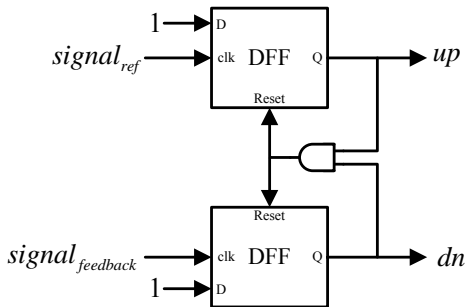 1
D
signal_ref
clk
DFF
Q
up
Reset
Reset
signal_feedback
clk
DFF
Q
dn
1
D